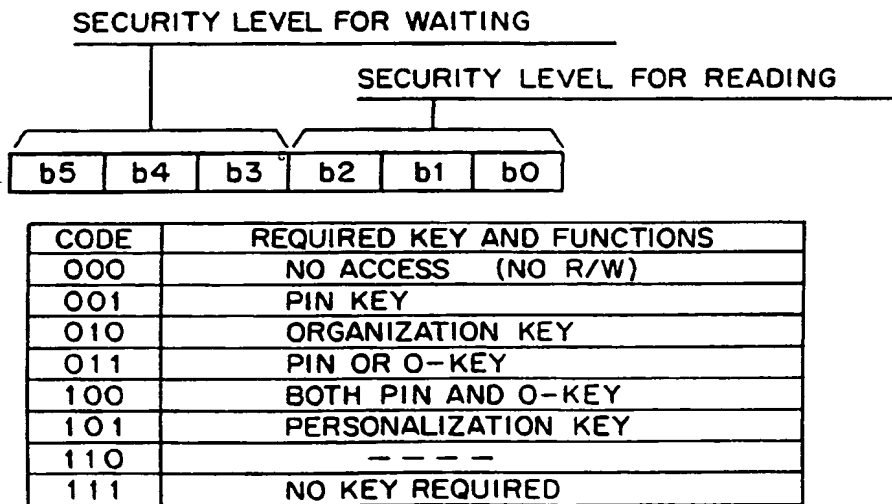 SECURITY LEVEL FOR WAITING
SECURITY LEVEL FOR READING
b5 b4 b3 b2 b1 b0
CODE REQUIRED KEY AND FUNCTIONS
000 NO ACCESS (NO R/W)
001 PIN KEY
010 ORGANIZATION KEY
011 PIN OR O-KEY
100 BOTH PIN AND O-KEY
101 PERSONALIZATION KEY
110 ----
111 NO KEY REQUIRED